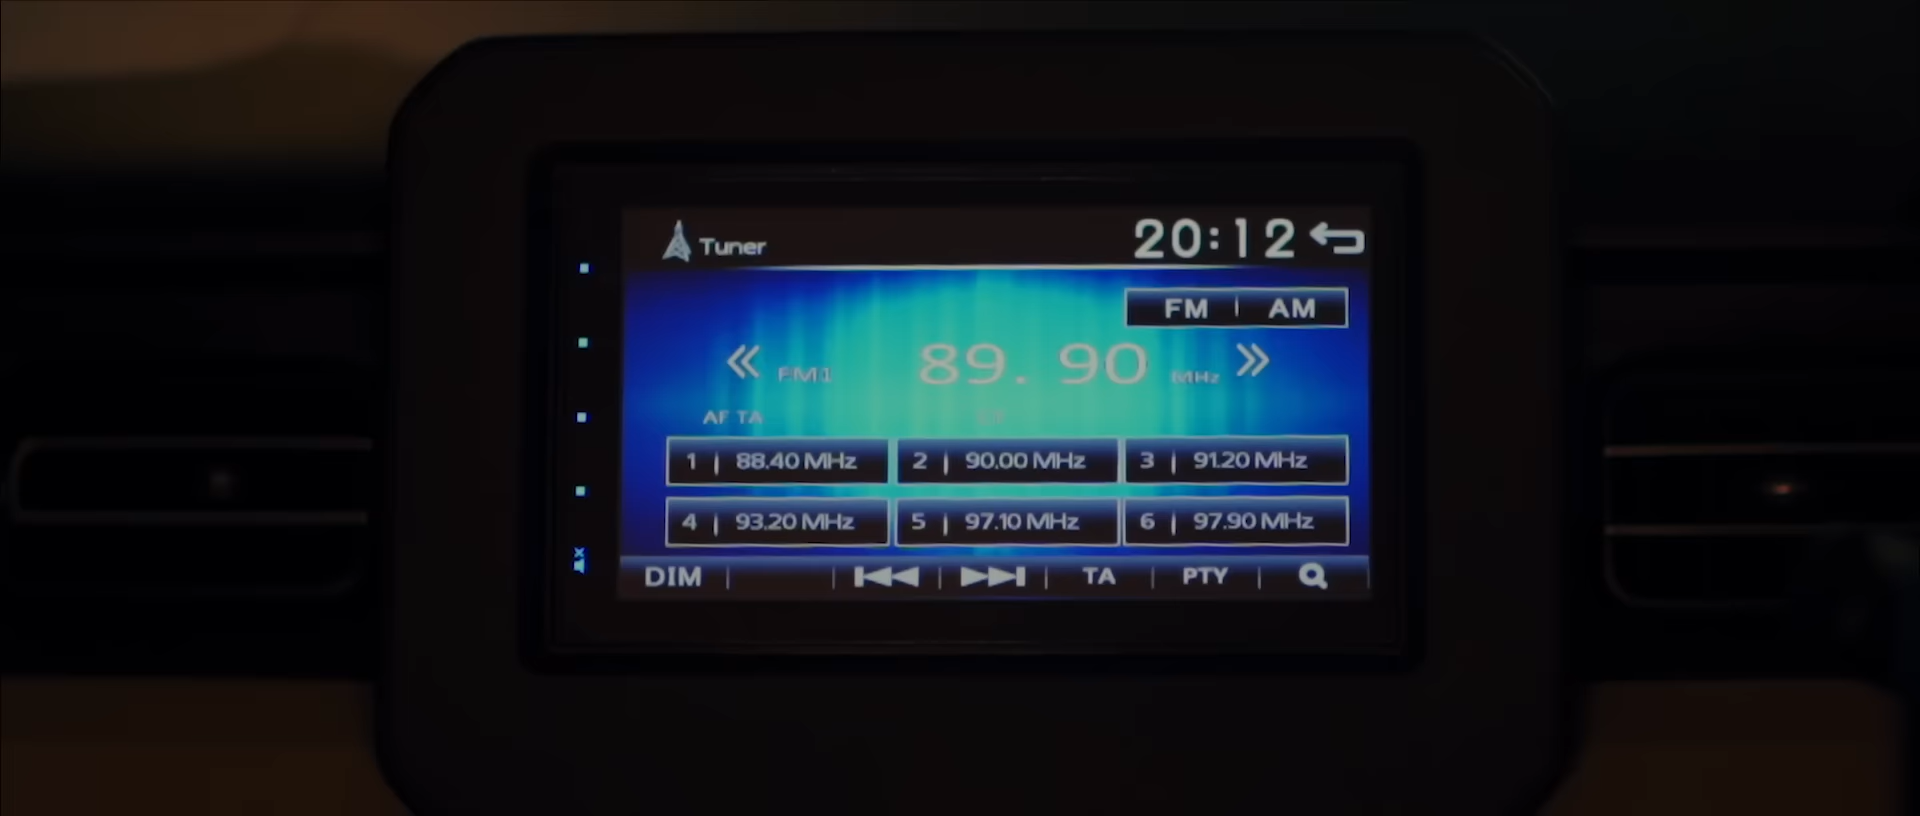 Tuner
20:12
FM | AM
FM1 89.90 MHz
AF TA
1 | 88.40 MHz
2 | 90.00 MHz
3 | 91.20 MHz
4 | 93.20 MHz
5 | 97.10 MHz
6 | 97.90 MHz
DIM | TA | PTY